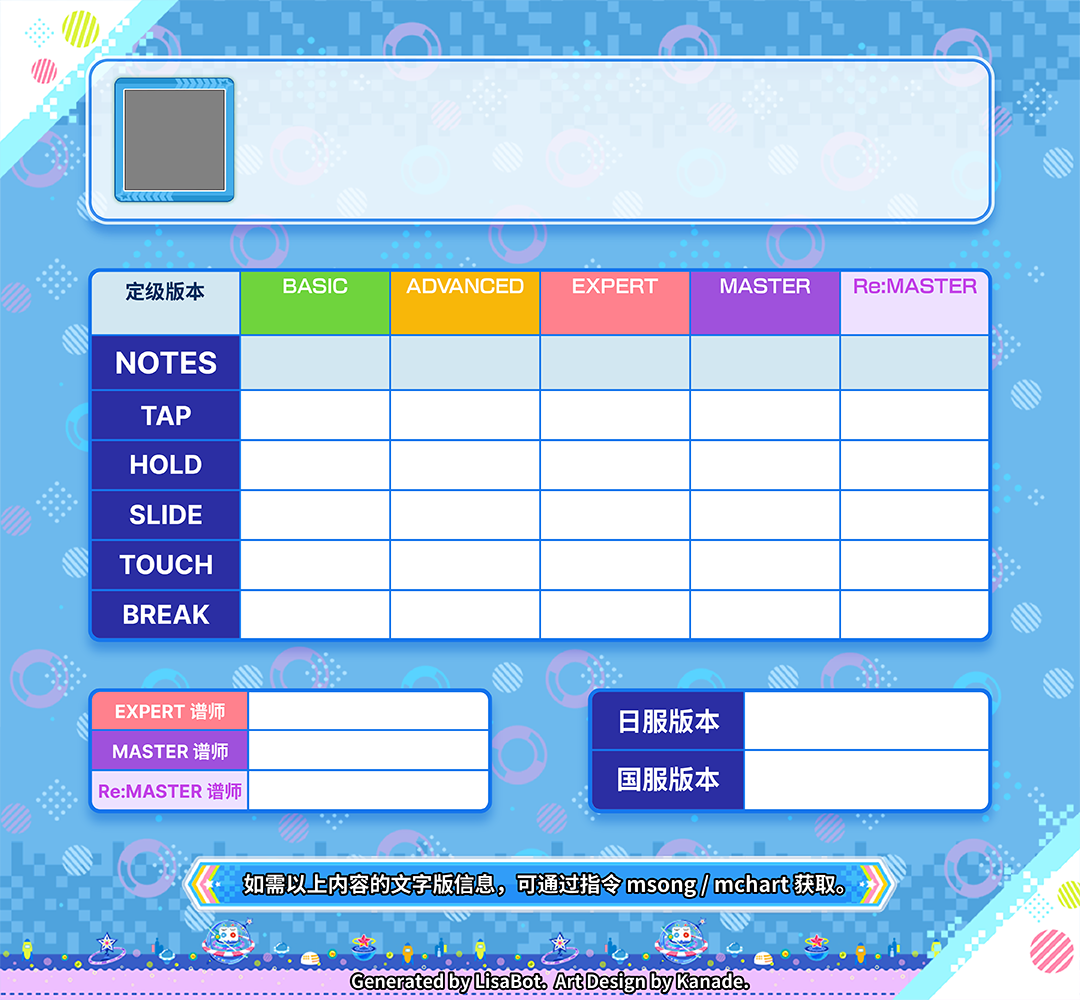 定级版本 BASIC ADVANCED EXPERT MASTER Re:MASTER
NOTES
TAP
HOLD
SLIDE
TOUCH
BREAK
EXPERT 谱师
MASTER 谱师
Re:MASTER 谱师
日服版本
国服版本
如需以上内容的文字版信息，可通过指令 msong / mchart 获取。
Generated by LisaBot. Art Design by Kanade.